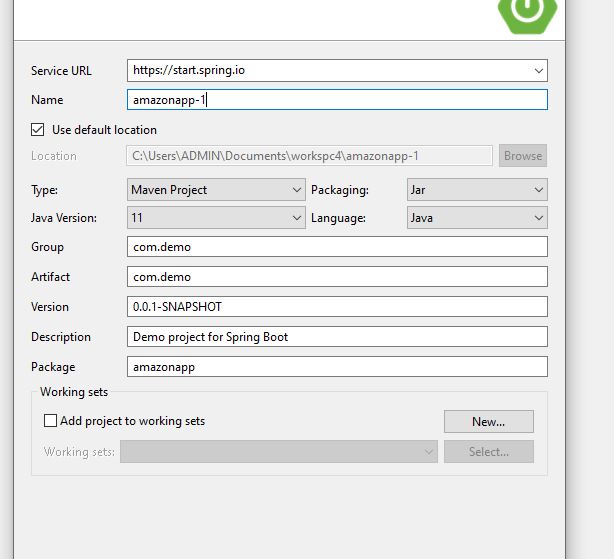 Service URL https://start.spring.io
Name amazonapp-1
Use default location
Location C:\Users\ADMIN\Documents\workspc4\amazonapp-1 Browse
Type: Maven Project Packaging: Jar
Java Version: 11 Language: Java
Group com.demo
Artifact com.demo
Version 0.0.1-SNAPSHOT
Description Demo project for Spring Boot
Package amazonapp
Working sets
Add project to working sets New...
Working sets: Select...